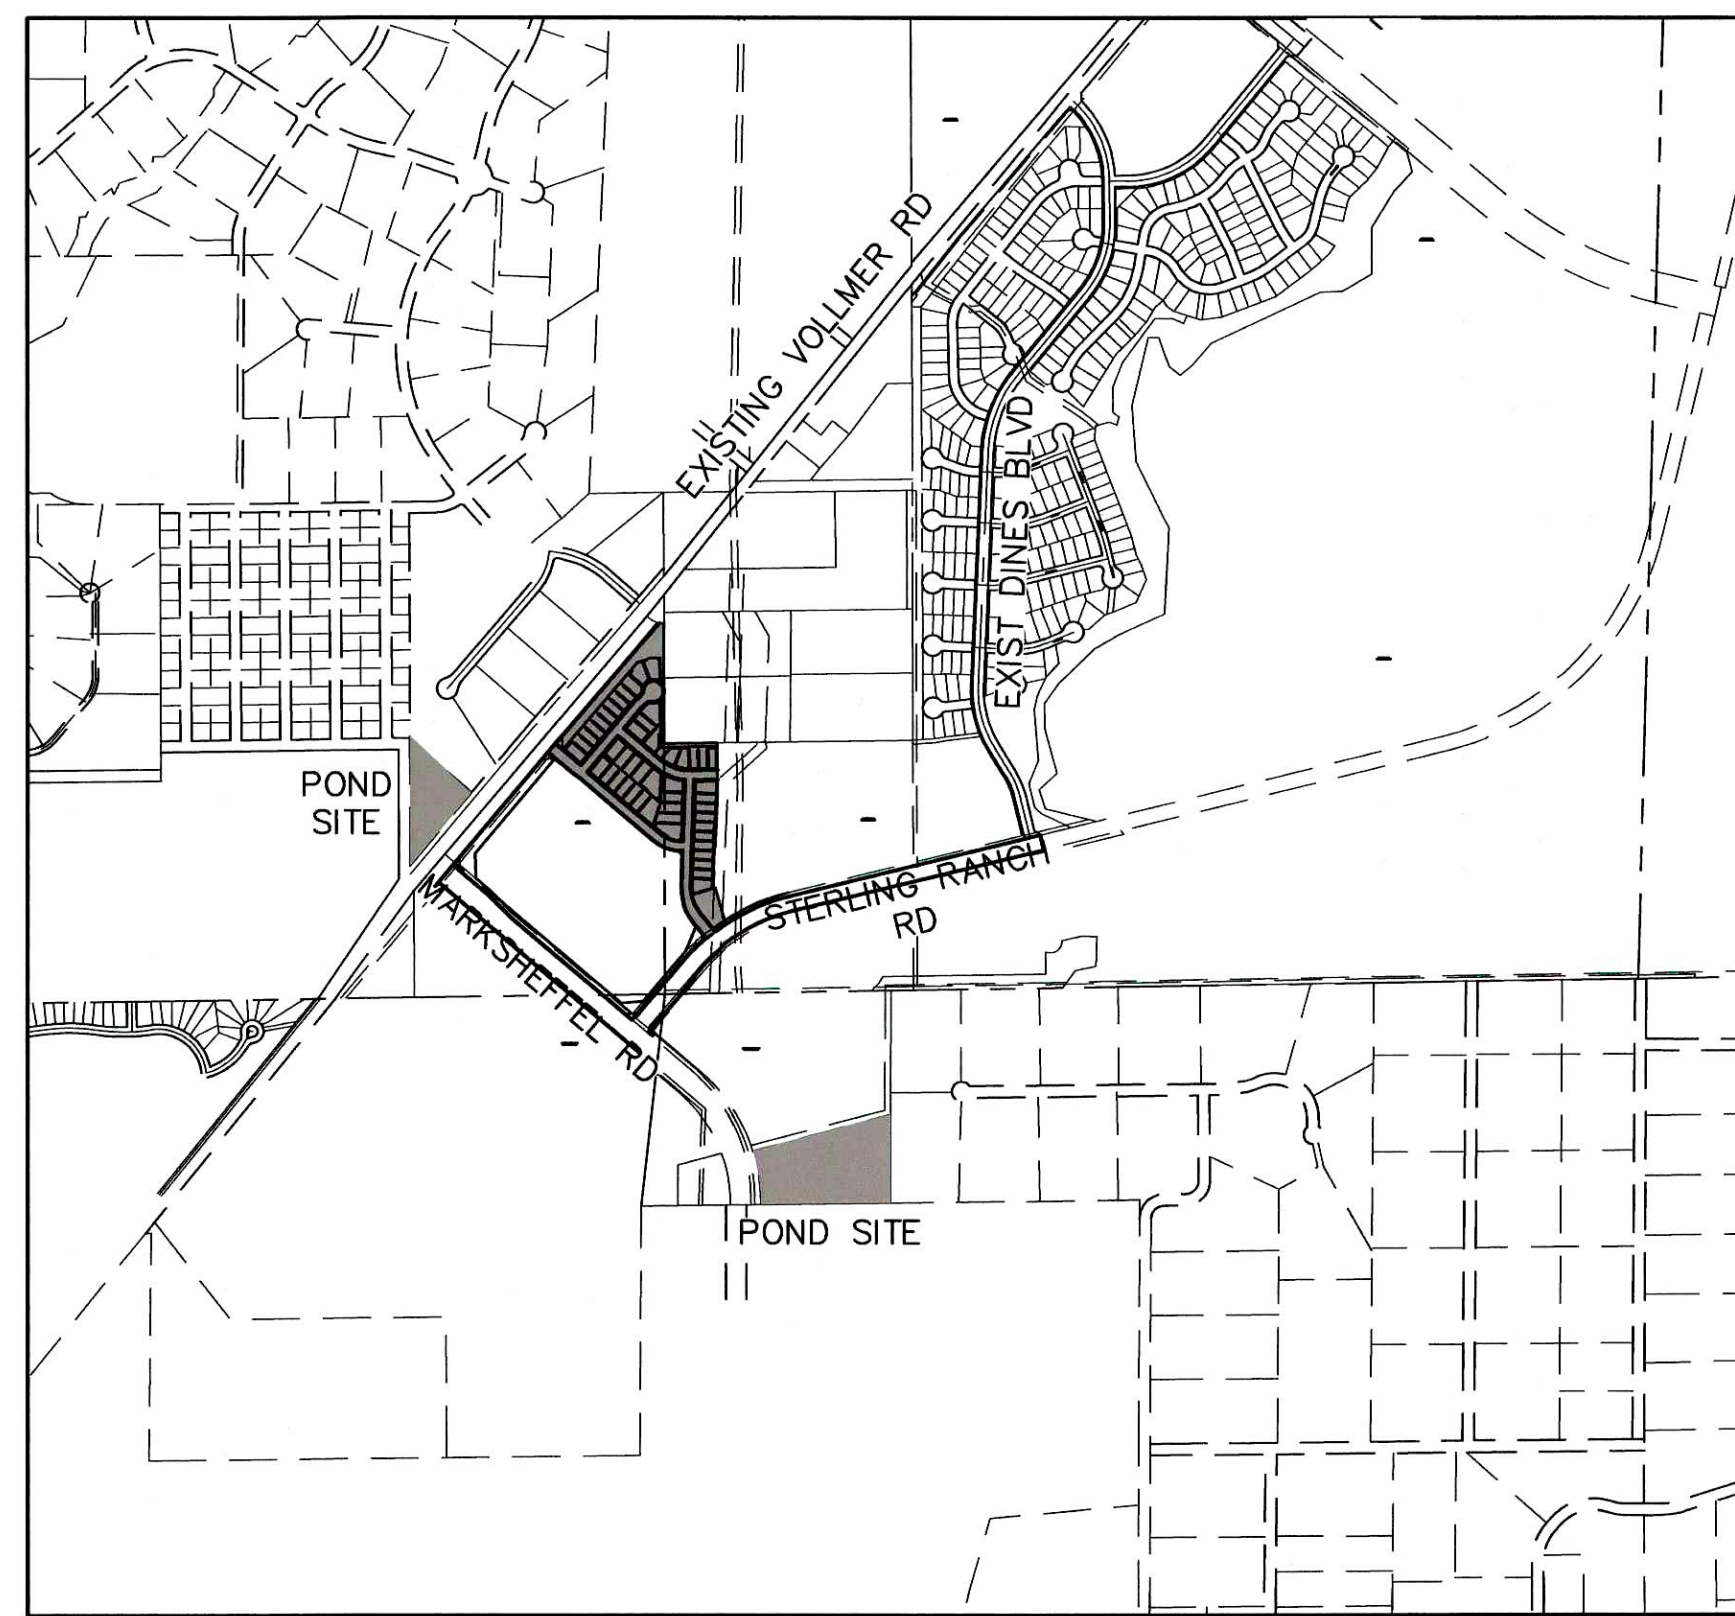 EXISTING VOLLMER RD
EXIST DINES BLVD
POND
SITE
STERLING RANCH
RD
MARKSHEFFEL RD
POND SITE